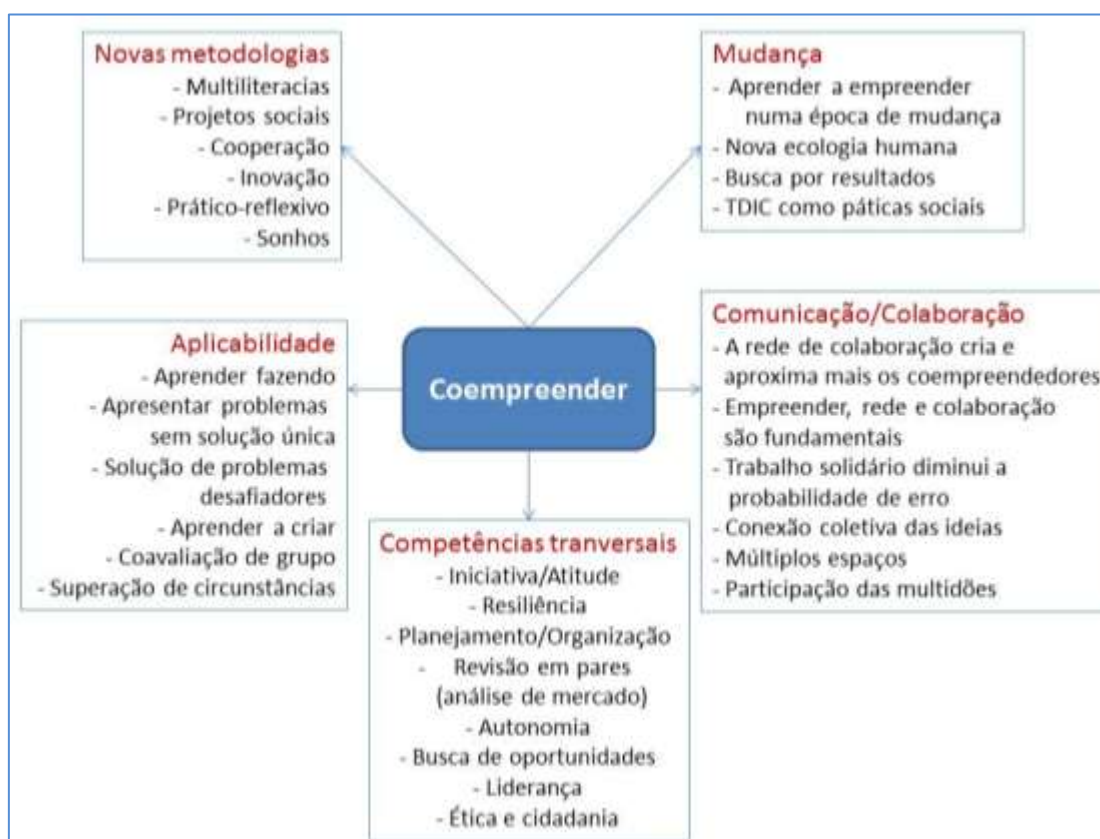 Novas metodologias
- Multiliteracias
- Projetos sociais
- Cooperação
- Inovação
- Prático-reflexivo
- Sonhos
Mudança
- Aprender a empreender
numa época de mudança
- Nova ecologia humana
- Busca por resultados
- TDIC como páticas sociais
Aplicabilidade
- Aprender fazendo
- Apresentar problemas
sem solução única
- Solução de problemas
desafiadores
- Aprender a criar
- Coavaliação de grupo
- Superação de circunstâncias
Coempreender
Comunicação/Colaboração
- A rede de colaboração cria e
aproxima mais os coempreendedores
- Empreender, rede e colaboração
são fundamentais
- Trabalho solidário diminui a
probabilidade de erro
- Conexão coletiva das ideias
- Múltiplos espaços
- Participação das multidões
Competências tranversais
- Iniciativa/Atitude
- Resiliência
- Planejamento/Organização
- Revisão em pares
(análise de mercado)
- Autonomia
- Busca de oportunidades
- Liderança
- Ética e cidadania